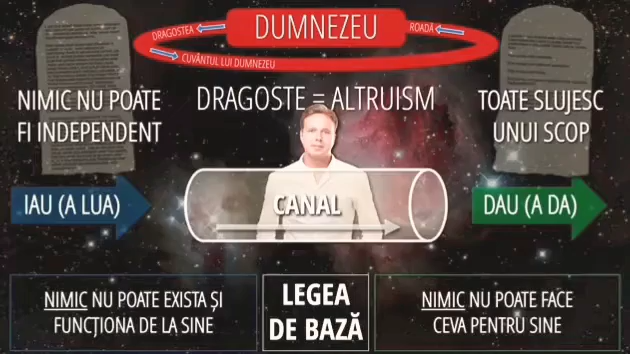 DUMNEZEU
DRAGOSTEA
ROADĂ
CUVÂNTUL LUI DUMNEZEU
NIMIC NU POATE
FI INDEPENDENT
DRAGOSTE = ALTRUISM
TOATE SLUJESC
UNUI SCOP
IAU (A LUA)
CANAL
DAU (A DA)
NIMIC NU POATE EXISTA ȘI
FUNCȚIONA DE LA SINE
LEGEA
DE BAZĂ
NIMIC NU POATE FACE
CEVA PENTRU SINE